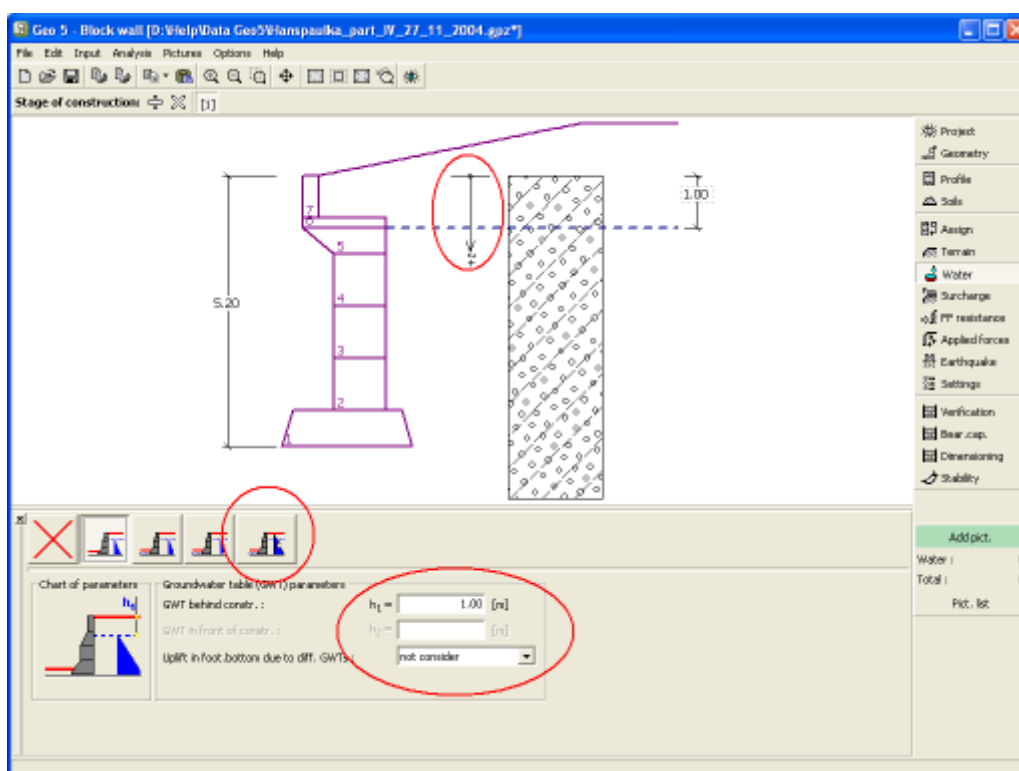 Geo 5 - Block wall [D:\Help\Data Geo5\Hanspaulka_part_IV_27_11_2004.gpz*]
File Edit Input Analysis Pictures Options Help
Stage of construction: [1]
Project
Geometry
Profile
Soils
Assign
Terrain
Water
Surcharge
FF resistance
Applied forces
Earthquake
Settings
Verification
Bear.cap.
Dimensioning
Stability
7
6
5
4
3
2
1
5.20
+z
1.00
Chart of parameters
h1
Groundwater table (GWT) parameters
GWT behind constr.: h1 = 1.00 [m]
GWT in front of constr.: h2 = [m]
Uplift in foot.bottom due to diff. GWTs: not consider
Add pict.
Water :
Total :
Pict. list